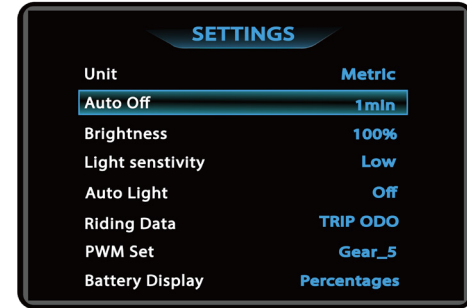 SETTINGS
Unit Metric
Auto Off 1min
Brightness 100%
Light senstivity Low
Auto Light Off
Riding Data TRIP ODO
PWM Set Gear_5
Battery Display Percentages